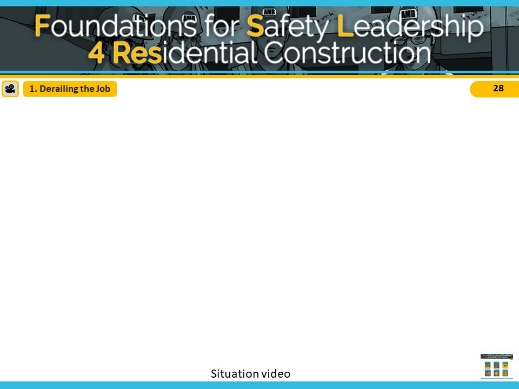 Foundations for Safety Leadership
4 Residential Construction
1. Derailing the Job
28
Situation video